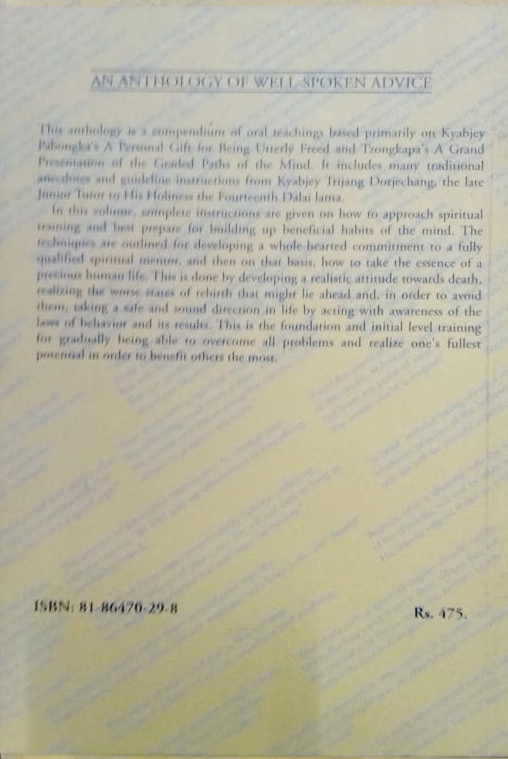 AN ANTHOLOGY OF WELL-SPOKEN ADVICE
This anthology is a compendium of oral teachings based primarily on Kyabjey
Pabongka's A Personal Gift for Being Utterly Freed and Tzongkapa's A Grand
Presentation of the Graded Paths of the Mind. It includes many traditional
anecdotes and guideline instructions from Kyabjey Trijang Dorjechang, the late
Junior Tutor to His Holiness the Fourteenth Dalai lama.
In this volume, complete instructions are given on how to approach spiritual
training and best prepare for building up beneficial habits of the mind. The
techniques are outlined for developing a whole-hearted commitment to a fully
qualified spiritual mentor, and then on that basis, how to take the essence of a
precious human life. This is done by developing a realistic attitude towards death,
realizing the worse states of rebirth that might lie ahead and, in order to avoid
them, taking a safe and sound direction in life by acting with awareness of the
laws of behavior and its results. This is the foundation and initial level training
for gradually being able to overcome all problems and realize one's fullest
potential in order to benefit others the most.
ISBN: 81-86470-29-8
Rs. 475.